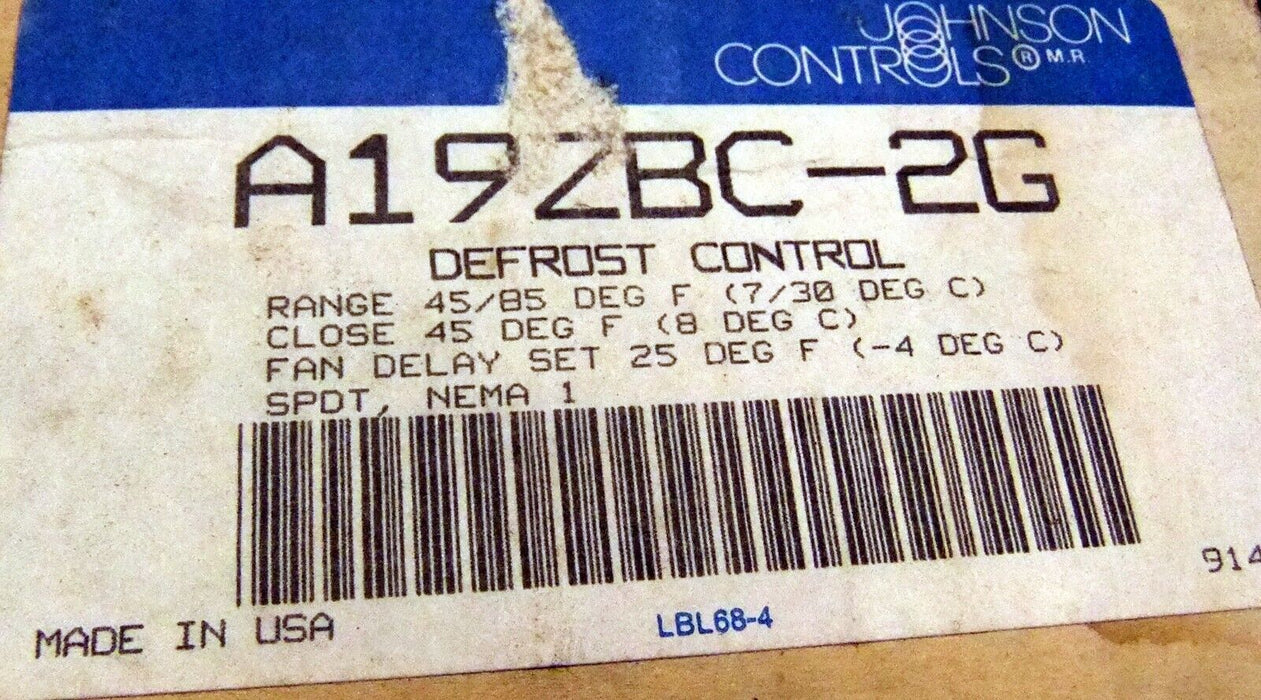 JOHNSON
CONTROLS® M.R
A19ZBC-2G
DEFROST CONTROL
RANGE 45/85 DEG F (7/30 DEG C)
CLOSE 45 DEG F (8 DEG C)
FAN DELAY SET 25 DEG F (-4 DEG C)
SPDT, NEMA 1
914
MADE IN USA
LBL68-4